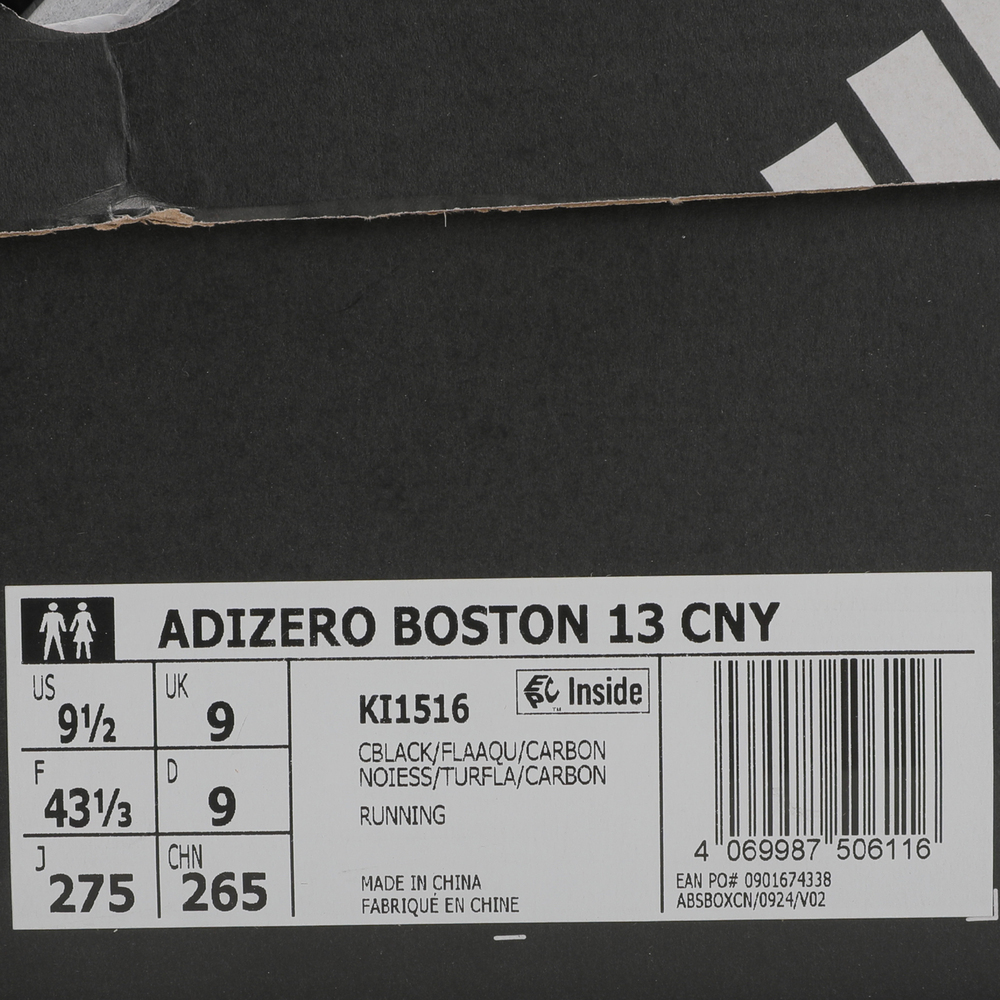 ADIZERO BOSTON 13 CNY
US 9½
UK 9
F 43⅓
D 9
J 275
CHN 265
KI1516
EPC™ Inside
CBLACK/FLAAQU/CARBON
NOIESS/TURFLA/CARBON
RUNNING
MADE IN CHINA
FABRIQUÉ EN CHINE
4 069987 506116
EAN PO# 0901674338
ABSBOXCN/0924/V02